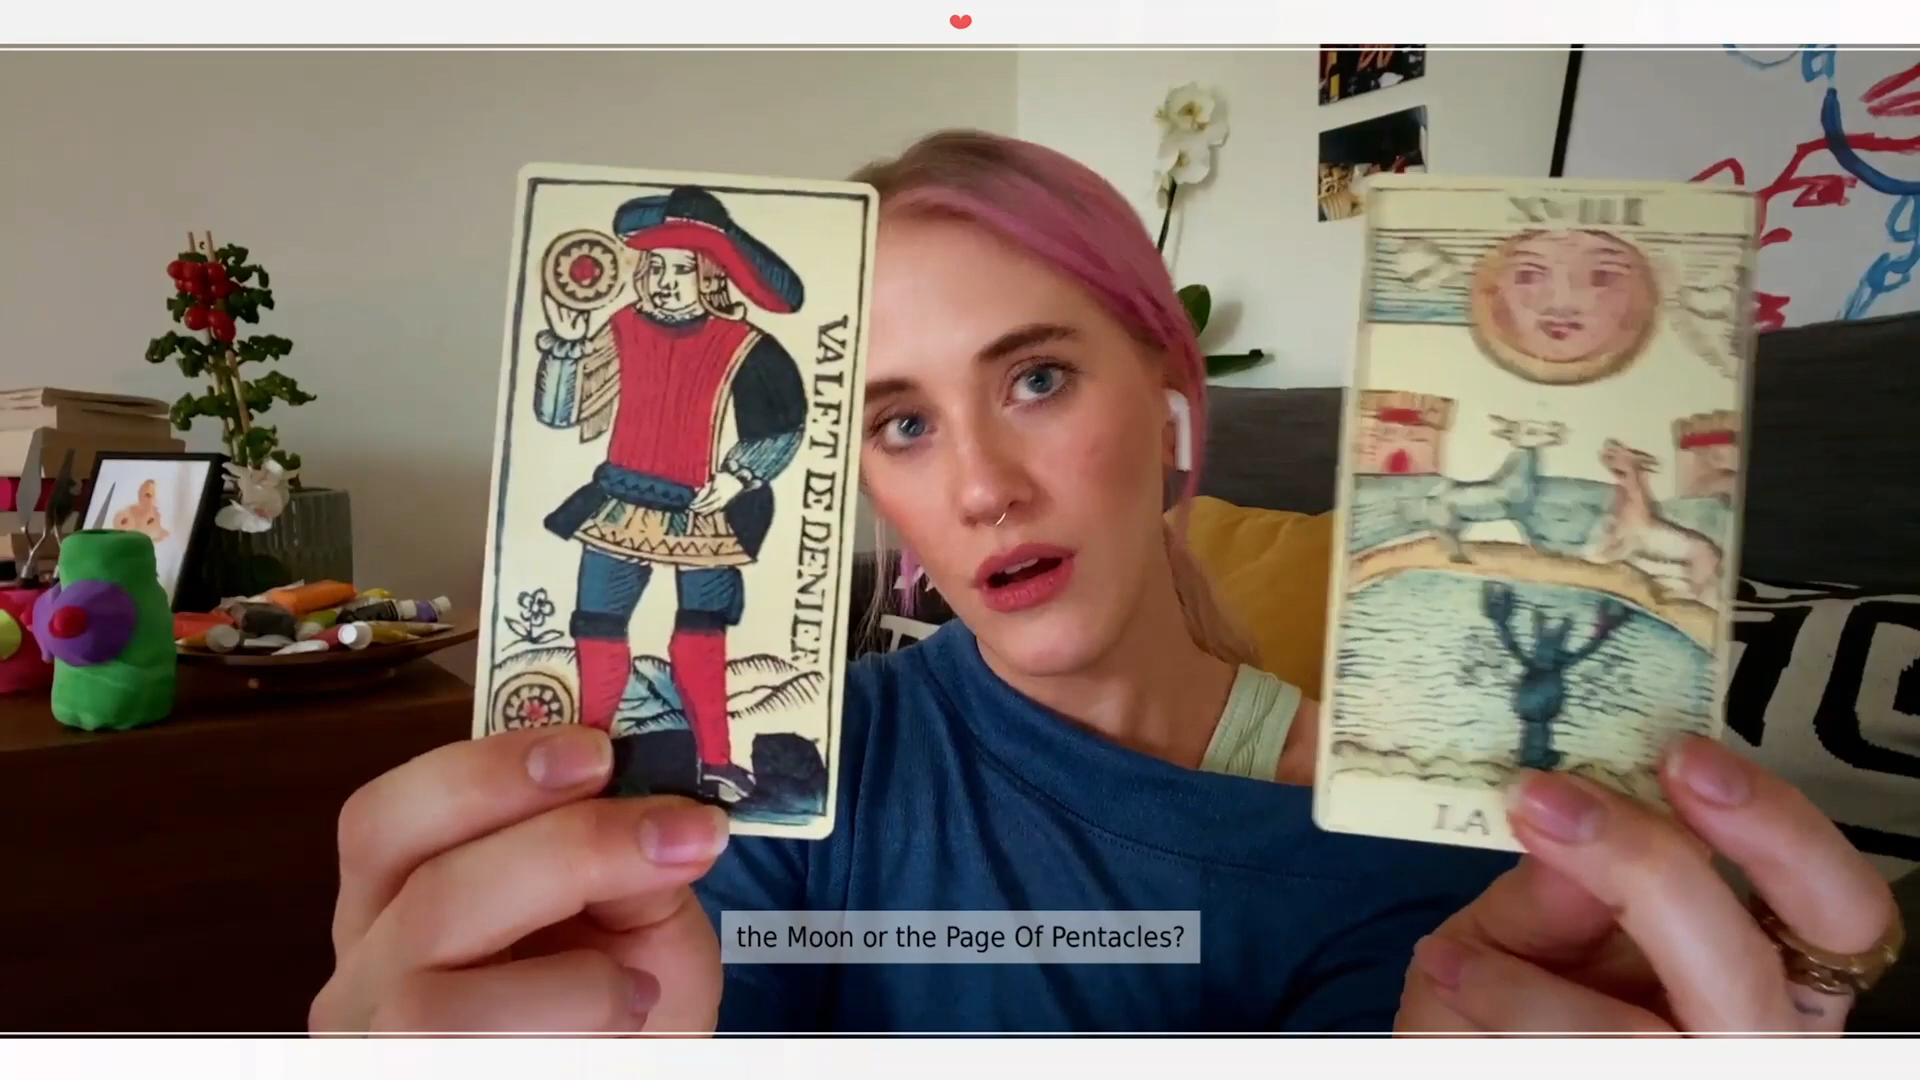 VALET DE DENIER
XVIII
LA
the Moon or the Page Of Pentacles?